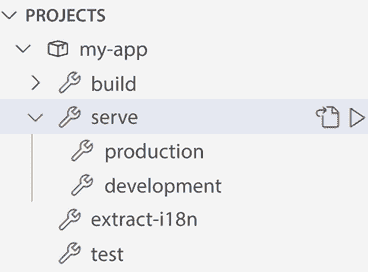 PROJECTS
my-app
build
serve
production
development
extract-i18n
test